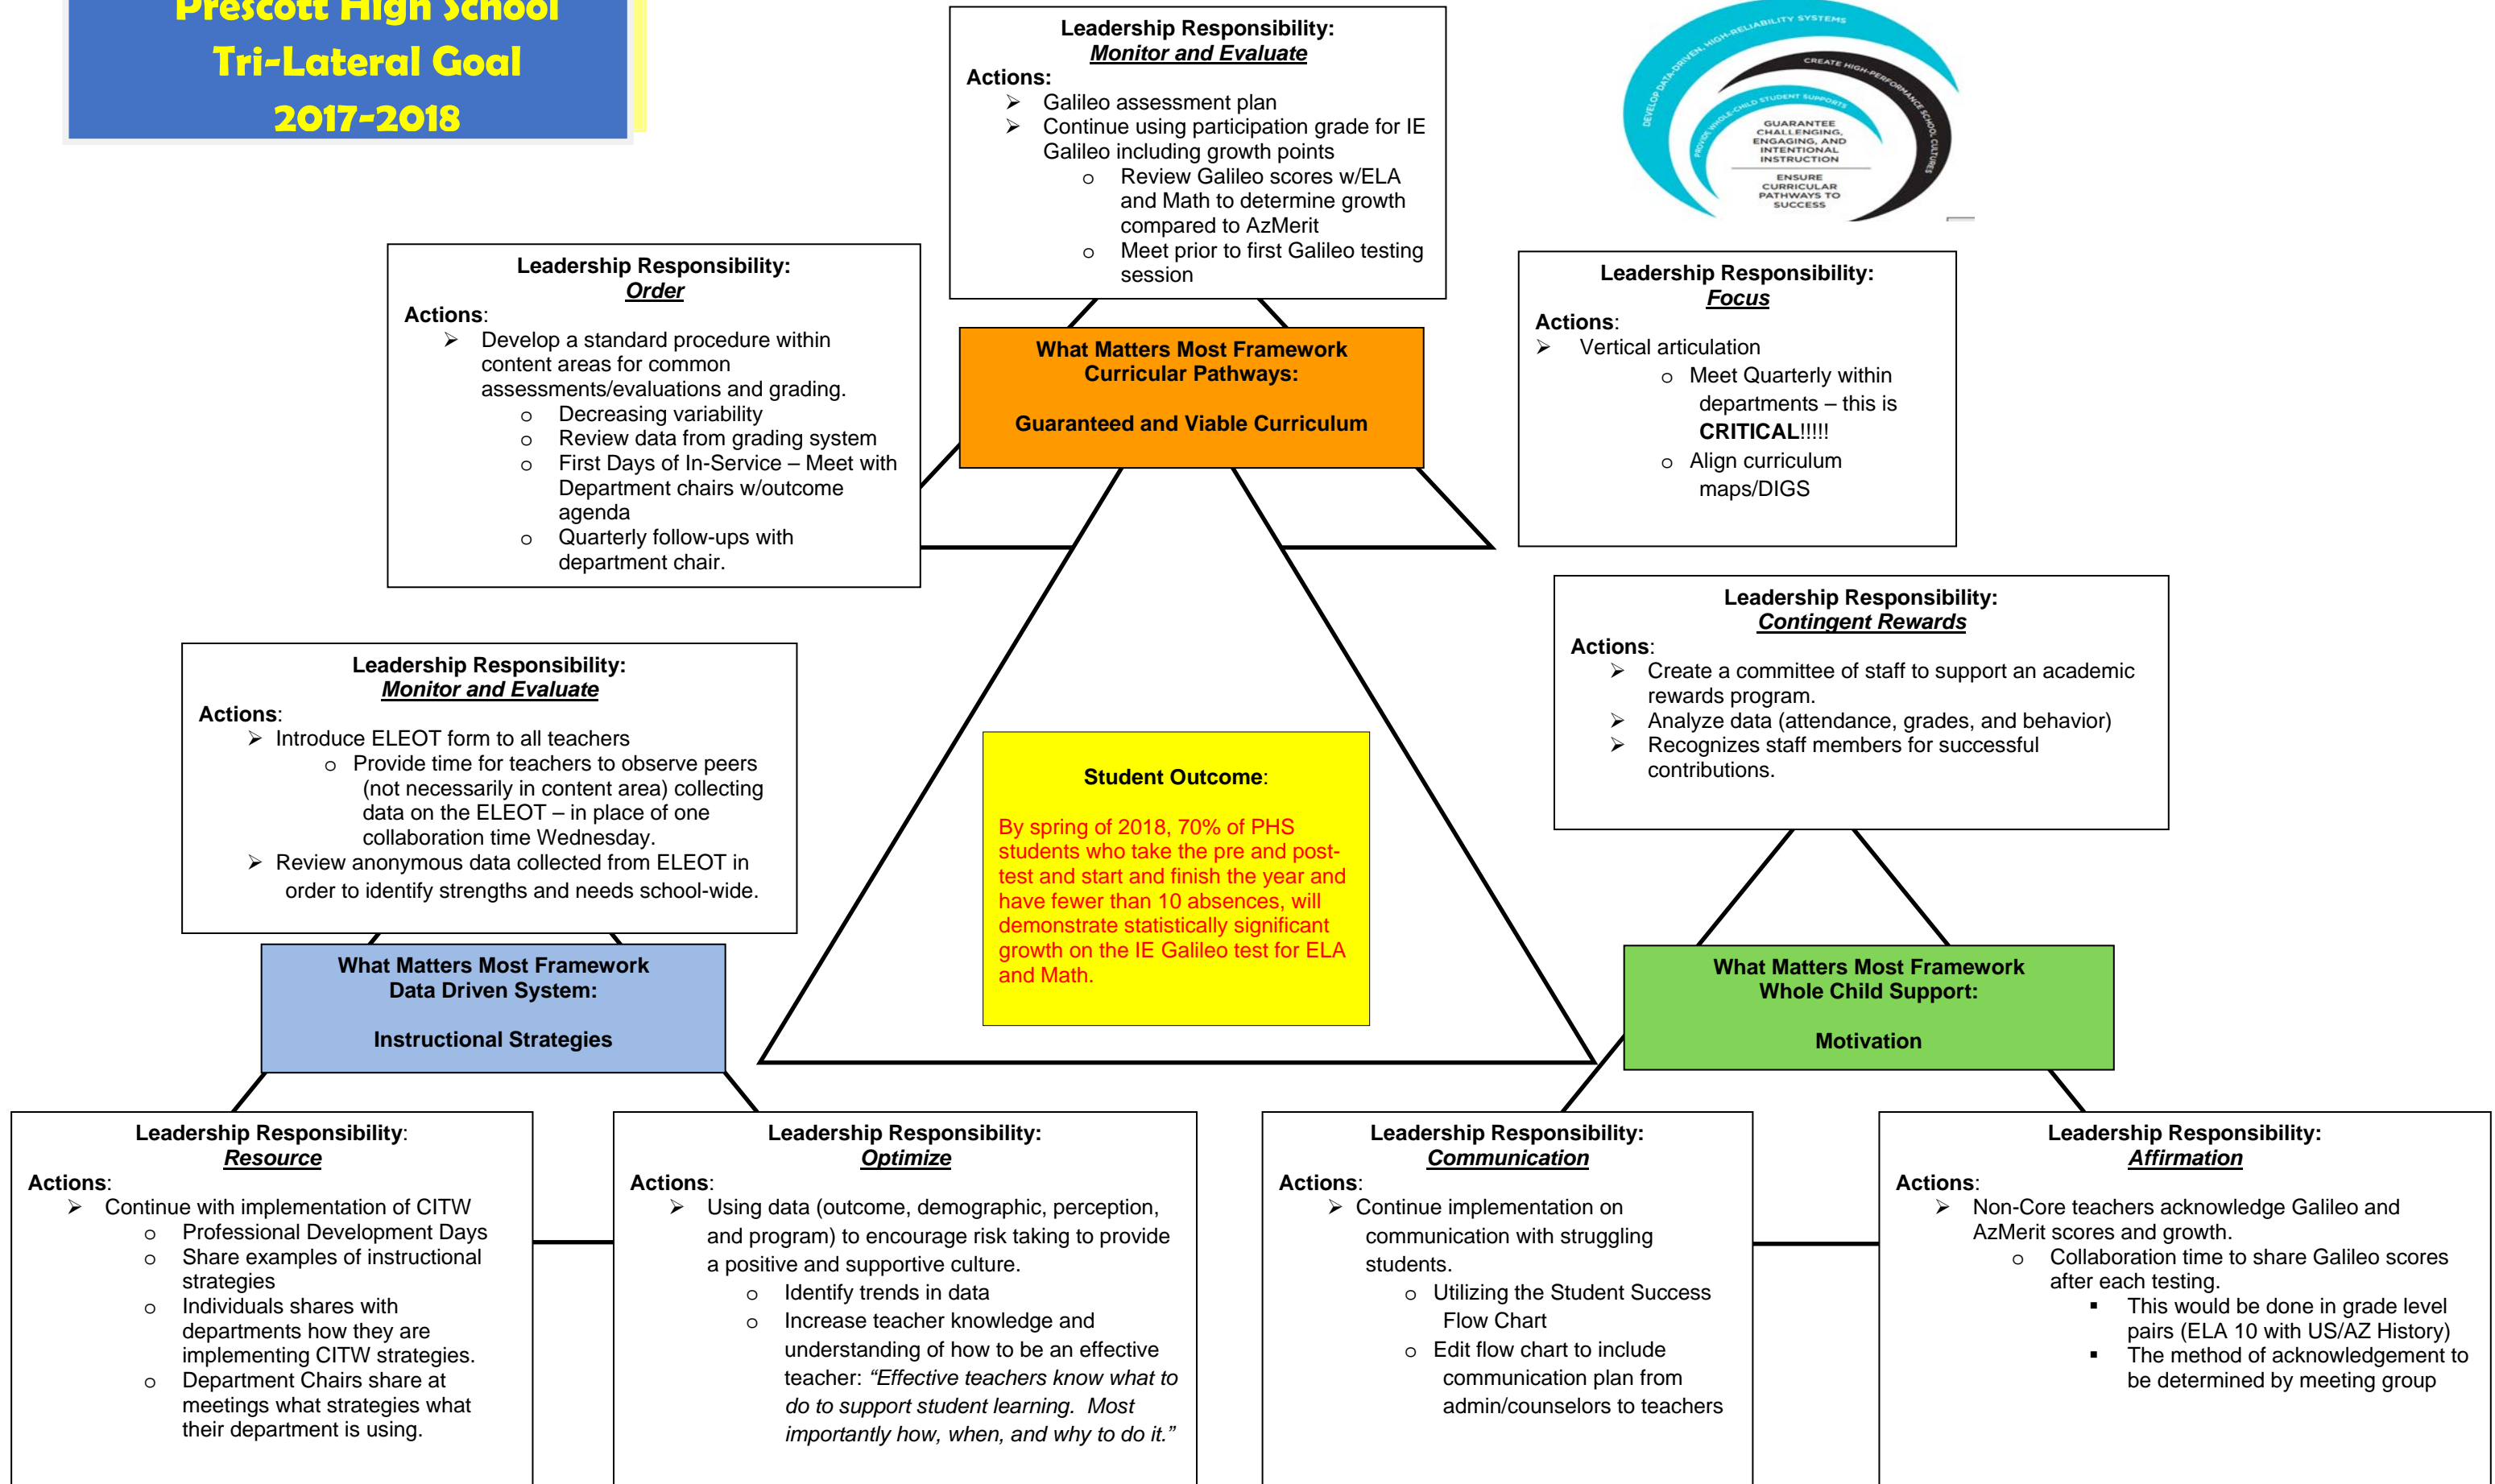 Prescott High School
Tri-Lateral Goal
2017-2018
Leadership Responsibility:
Monitor and Evaluate
Actions:
➢ Galileo assessment plan
➢ Continue using participation grade for IE
Galileo including growth points
o Review Galileo scores w/ELA
and Math to determine growth
compared to AzMerit
o Meet prior to first Galileo testing
session
DEVELOP DATA-DRIVEN, HIGH-RELIABILITY SYSTEMS
CREATE HIGH-PERFORMANCE SCHOOL CULTURES
PROVIDE WHOLE-CHILD STUDENT SUPPORTS
GUARANTEE
CHALLENGING,
ENGAGING, AND
INTENTIONAL
INSTRUCTION
ENSURE
CURRICULAR
PATHWAYS TO
SUCCESS
Leadership Responsibility:
Order
Actions:
➢ Develop a standard procedure within
content areas for common
assessments/evaluations and grading.
o Decreasing variability
o Review data from grading system
o First Days of In-Service – Meet with
Department chairs w/outcome
agenda
o Quarterly follow-ups with
department chair.
What Matters Most Framework
Curricular Pathways:
Guaranteed and Viable Curriculum
Leadership Responsibility:
Focus
Actions:
➢ Vertical articulation
o Meet Quarterly within
departments – this is
CRITICAL!!!!!
o Align curriculum
maps/DIGS
Leadership Responsibility:
Contingent Rewards
Actions:
➢ Create a committee of staff to support an academic
rewards program.
➢ Analyze data (attendance, grades, and behavior)
➢ Recognizes staff members for successful
contributions.
Leadership Responsibility:
Monitor and Evaluate
Actions:
➢ Introduce ELEOT form to all teachers
o Provide time for teachers to observe peers
(not necessarily in content area) collecting
data on the ELEOT – in place of one
collaboration time Wednesday.
➢ Review anonymous data collected from ELEOT in
order to identify strengths and needs school-wide.
Student Outcome:
By spring of 2018, 70% of PHS
students who take the pre and post-
test and start and finish the year and
have fewer than 10 absences, will
demonstrate statistically significant
growth on the IE Galileo test for ELA
and Math.
What Matters Most Framework
Data Driven System:
Instructional Strategies
What Matters Most Framework
Whole Child Support:
Motivation
Leadership Responsibility:
Resource
Actions:
➢ Continue with implementation of CITW
o Professional Development Days
o Share examples of instructional
strategies
o Individuals shares with
departments how they are
implementing CITW strategies.
o Department Chairs share at
meetings what strategies what
their department is using.
Leadership Responsibility:
Optimize
Actions:
➢ Using data (outcome, demographic, perception,
and program) to encourage risk taking to provide
a positive and supportive culture.
o Identify trends in data
o Increase teacher knowledge and
understanding of how to be an effective
teacher: “Effective teachers know what to
do to support student learning. Most
importantly how, when, and why to do it.”
Leadership Responsibility:
Communication
Actions:
➢ Continue implementation on
communication with struggling
students.
o Utilizing the Student Success
Flow Chart
o Edit flow chart to include
communication plan from
admin/counselors to teachers
Leadership Responsibility:
Affirmation
Actions:
➢ Non-Core teachers acknowledge Galileo and
AzMerit scores and growth.
o Collaboration time to share Galileo scores
after each testing.
▪ This would be done in grade level
pairs (ELA 10 with US/AZ History)
▪ The method of acknowledgement to
be determined by meeting group